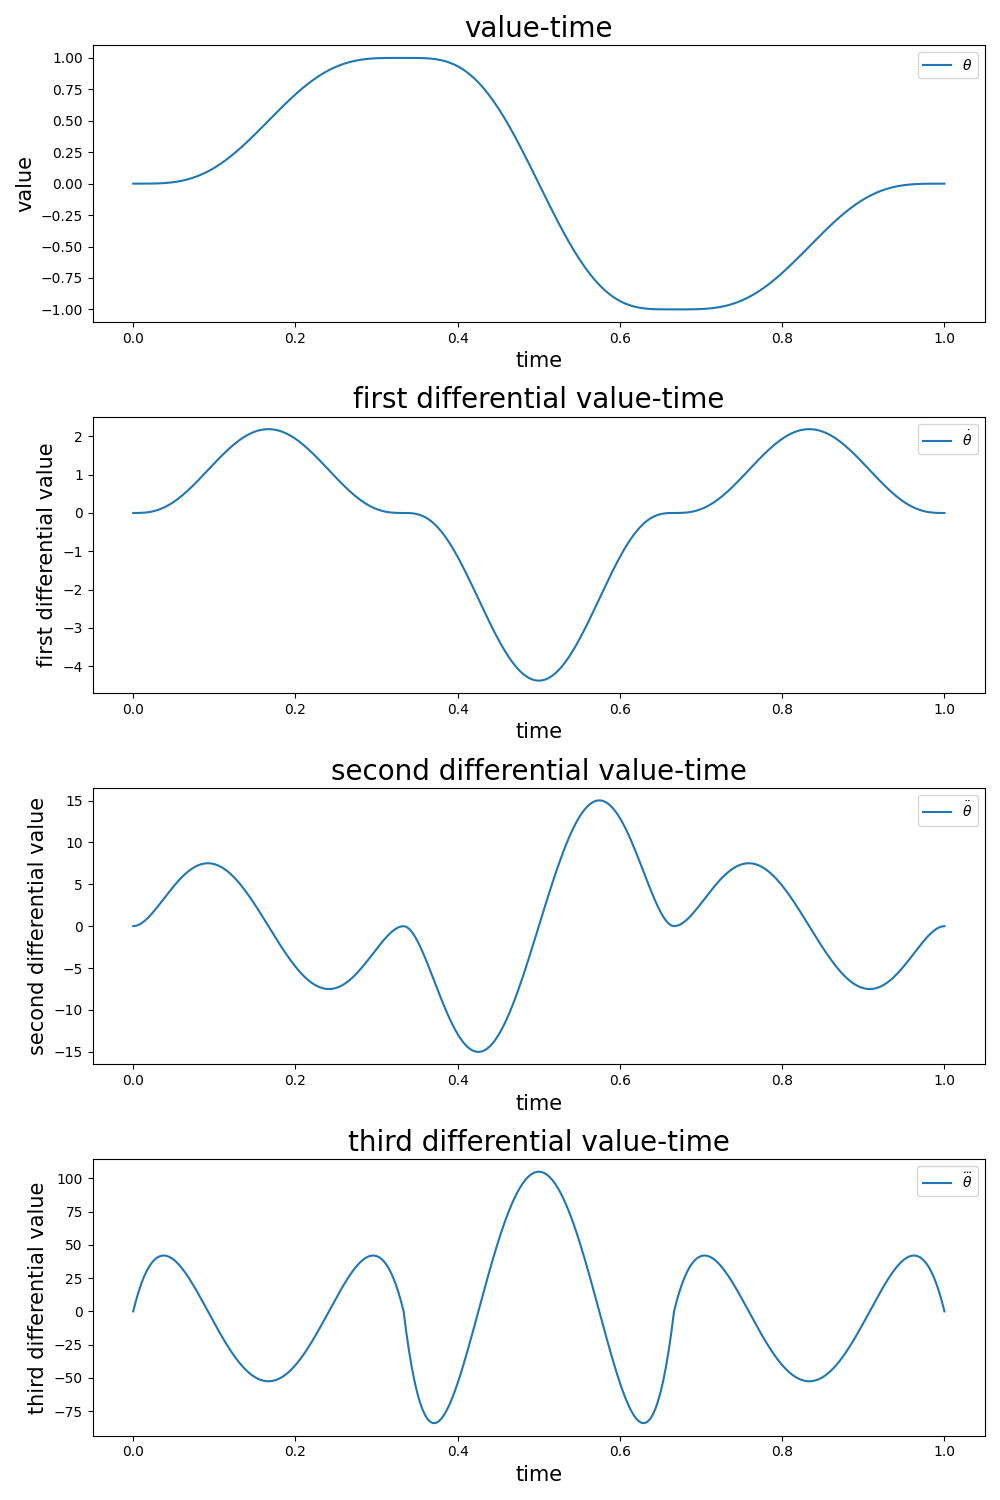 value-time
1.00
0.75
0.50
0.25
0.00
−0.25
−0.50
−0.75
−1.00
value
θ
0.0 0.2 0.4 0.6 0.8 1.0
time
first differential value-time
2
1
0
−1
−2
−3
−4
first differential value
θ̇
0.0 0.2 0.4 0.6 0.8 1.0
time
second differential value-time
15
10
5
0
−5
−10
−15
second differential value
θ̈
0.0 0.2 0.4 0.6 0.8 1.0
time
third differential value-time
100
75
50
25
0
−25
−50
−75
third differential value
θ⃛
0.0 0.2 0.4 0.6 0.8 1.0
time